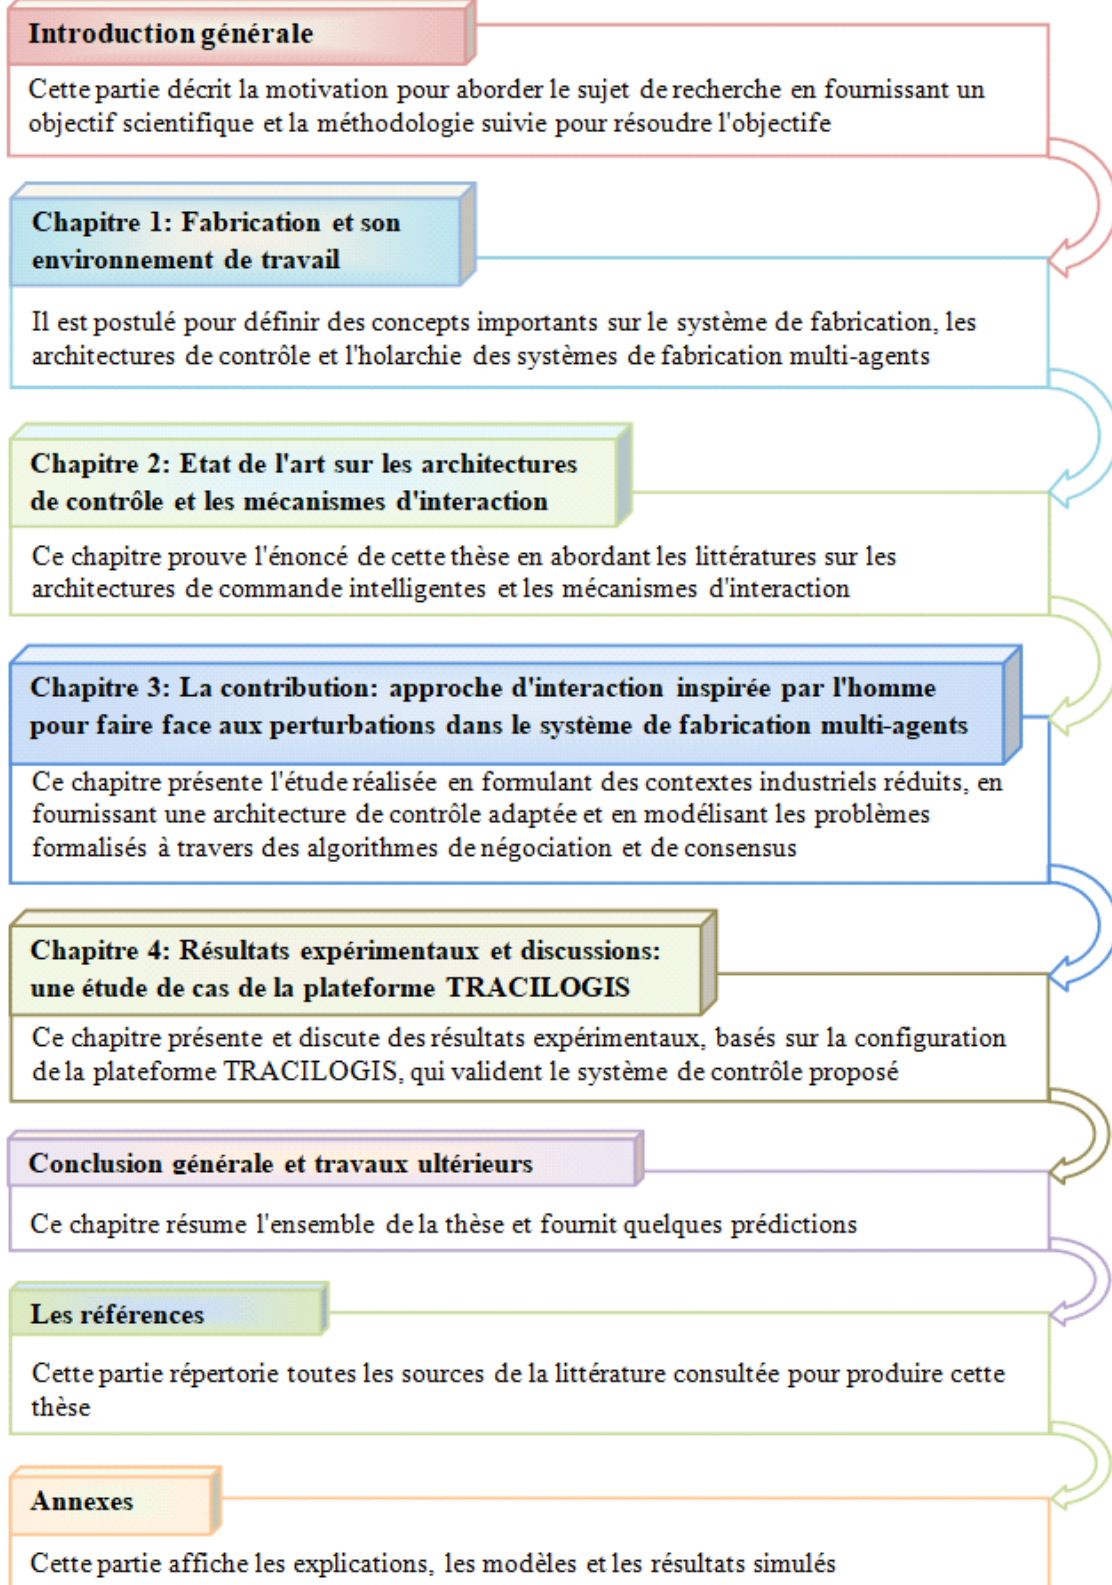 Introduction générale
Cette partie décrit la motivation pour aborder le sujet de recherche en fournissant un
objectif scientifique et la méthodologie suivie pour résoudre l'objectife
Chapitre 1: Fabrication et son
environnement de travail
Il est postulé pour définir des concepts importants sur le système de fabrication, les
architectures de contrôle et l'holarchie des systèmes de fabrication multi-agents
Chapitre 2: Etat de l'art sur les architectures
de contrôle et les mécanismes d'interaction
Ce chapitre prouve l'énoncé de cette thèse en abordant les littératures sur les
architectures de commande intelligentes et les mécanismes d'interaction
Chapitre 3: La contribution: approche d'interaction inspirée par l'homme
pour faire face aux perturbations dans le système de fabrication multi-agents
Ce chapitre présente l'étude réalisée en formulant des contextes industriels réduits, en
fournissant une architecture de contrôle adaptée et en modélisant les problèmes
formalisés à travers des algorithmes de négociation et de consensus
Chapitre 4: Résultats expérimentaux et discussions:
une étude de cas de la plateforme TRACILOGIS
Ce chapitre présente et discute des résultats expérimentaux, basés sur la configuration
de la plateforme TRACILOGIS, qui valident le système de contrôle proposé
Conclusion générale et travaux ultérieurs
Ce chapitre résume l'ensemble de la thèse et fournit quelques prédictions
Les références
Cette partie répertorie toutes les sources de la littérature consultée pour produire cette
thèse
Annexes
Cette partie affiche les explications, les modèles et les résultats simulés